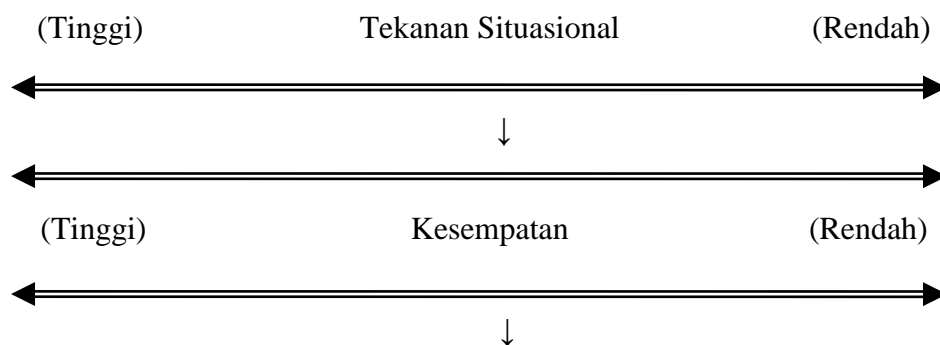 (Tinggi) Tekanan Situasional (Rendah)
↓
(Tinggi) Kesempatan (Rendah)
↓